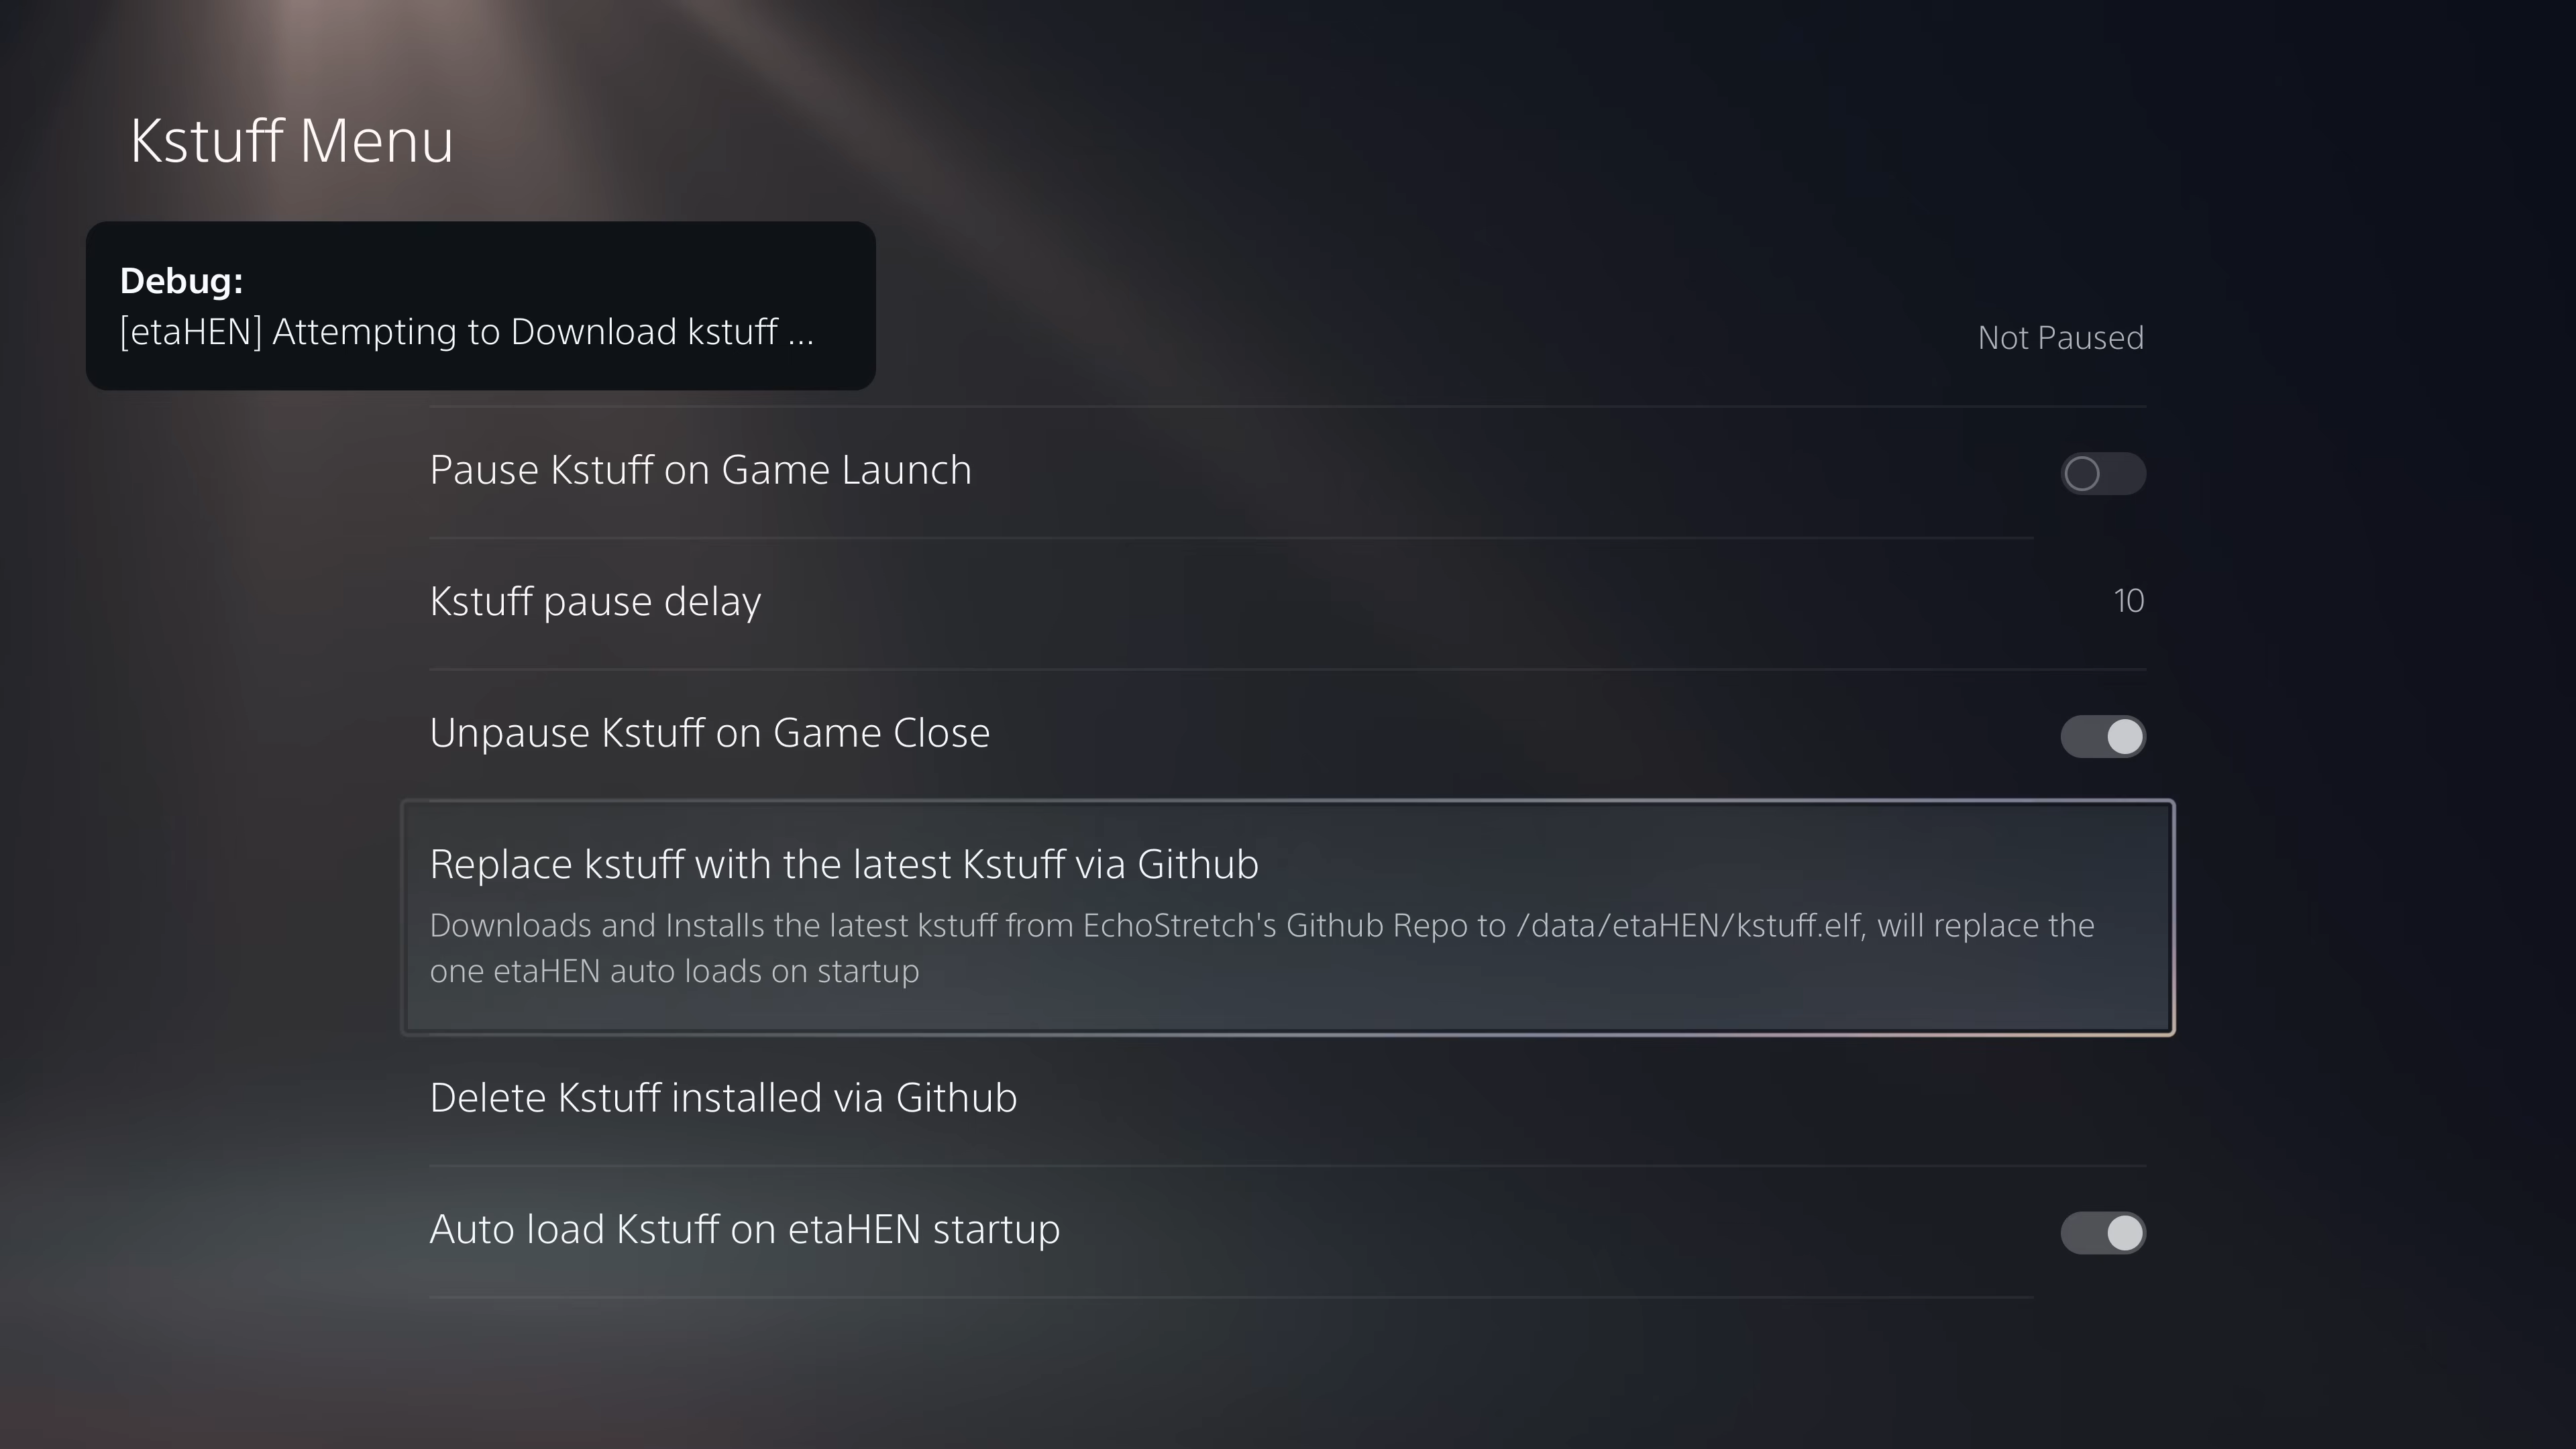 Kstuff Menu
Debug:
[etaHEN] Attempting to Download kstuff ...
Not Paused
Pause Kstuff on Game Launch
Kstuff pause delay
10
Unpause Kstuff on Game Close
Replace kstuff with the latest Kstuff via Github
Downloads and Installs the latest kstuff from EchoStretch's Github Repo to /data/etaHEN/kstuff.elf, will replace the
one etaHEN auto loads on startup
Delete Kstuff installed via Github
Auto load Kstuff on etaHEN startup